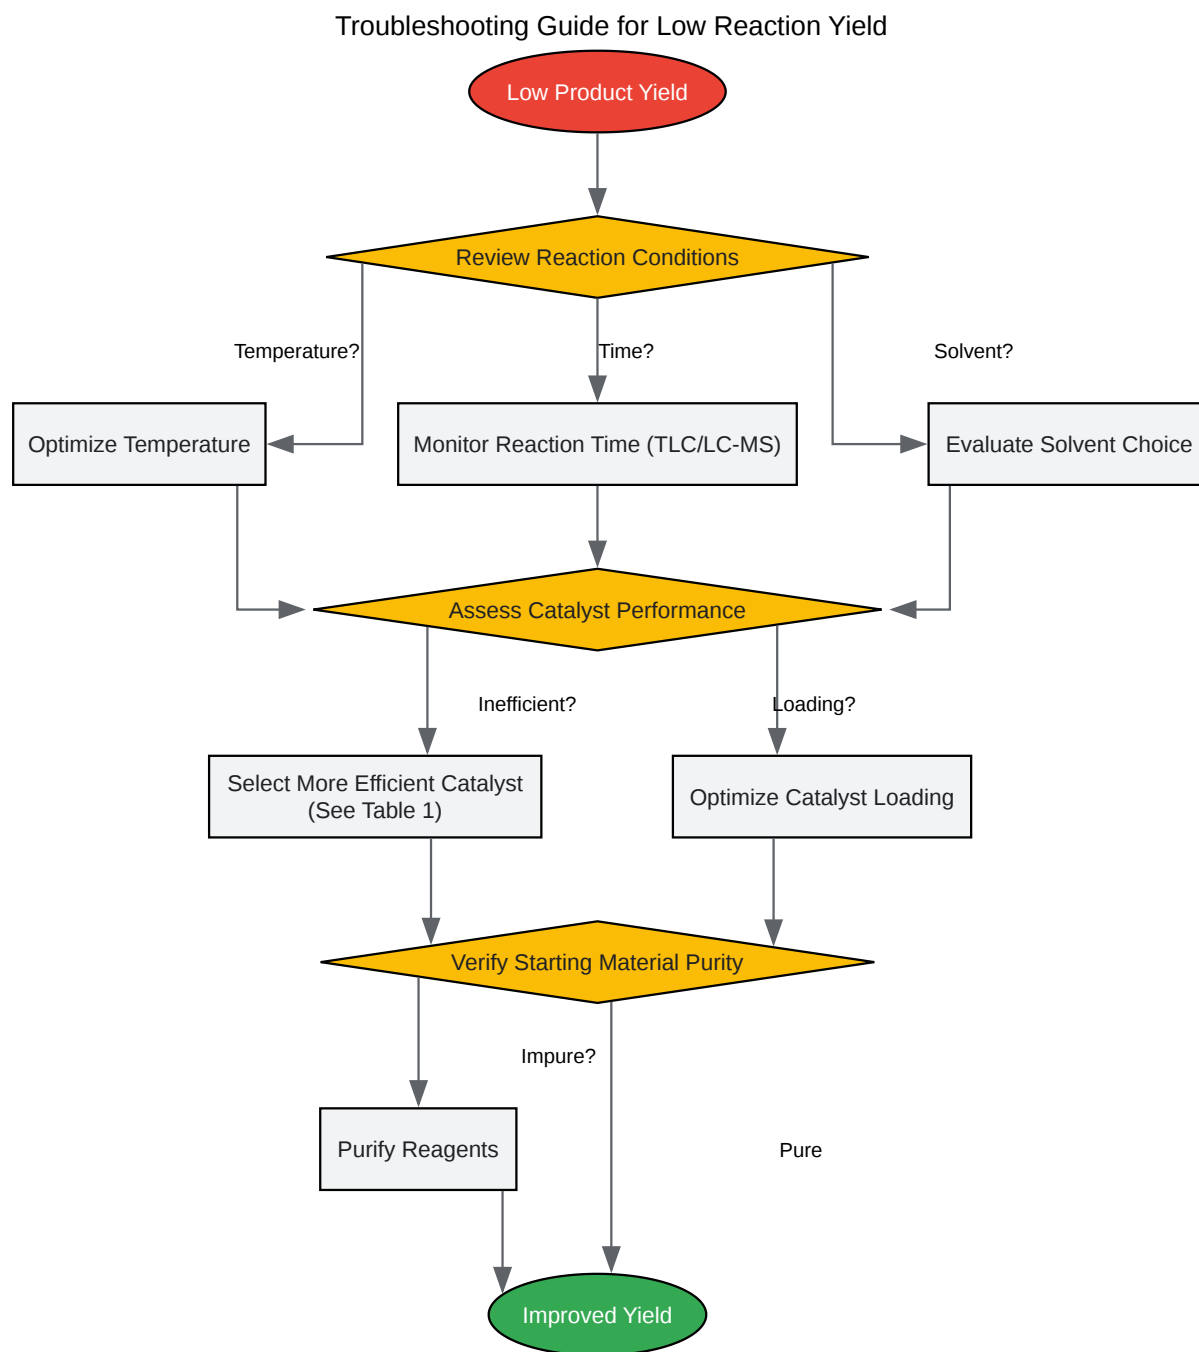 Troubleshooting Guide for Low Reaction Yield
Low Product Yield
Review Reaction Conditions
Temperature?
Time?
Solvent?
Optimize Temperature
Monitor Reaction Time (TLC/LC-MS)
Evaluate Solvent Choice
Assess Catalyst Performance
Inefficient?
Loading?
Select More Efficient Catalyst
(See Table 1)
Optimize Catalyst Loading
Verify Starting Material Purity
Impure?
Purify Reagents
Pure
Improved Yield